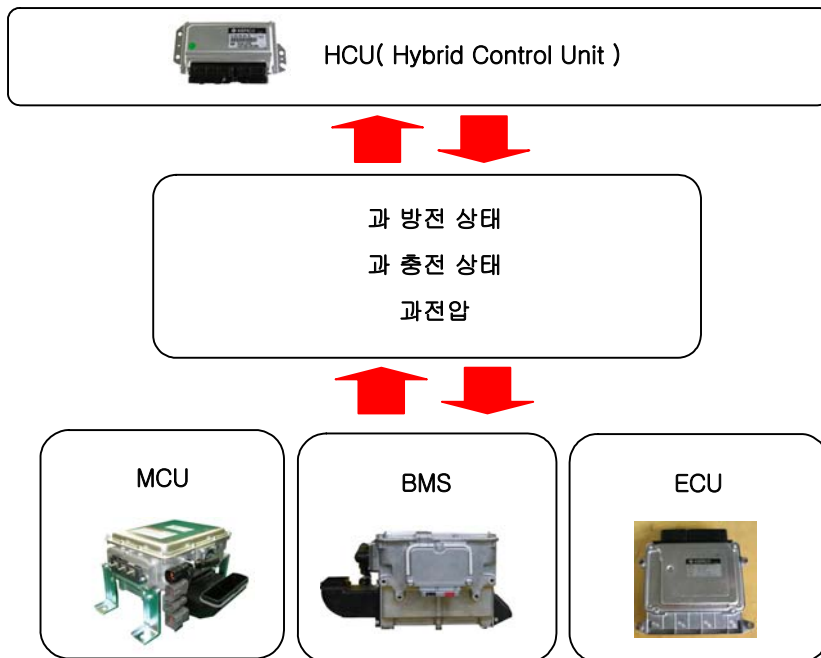 HCU( Hybrid Control Unit )
과 방전 상태
과 충전 상태
과전압
MCU
BMS
ECU